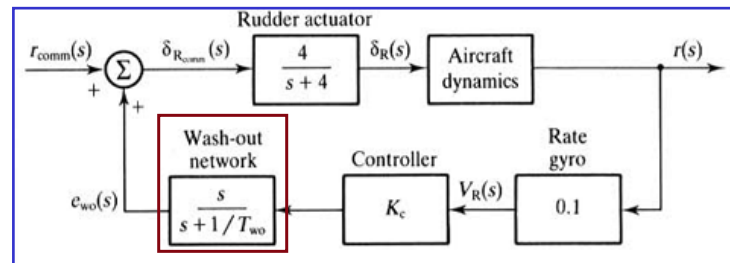 Rudder actuator
r_comm(s)
+
Σ
+
δ_R_comm(s)
4
s + 4
δ_R(s)
Aircraft
dynamics
r(s)
Wash-out
network
Controller
Rate
gyro
e_wo(s)
s
s + 1 / T_wo
K_c
V_R(s)
0.1